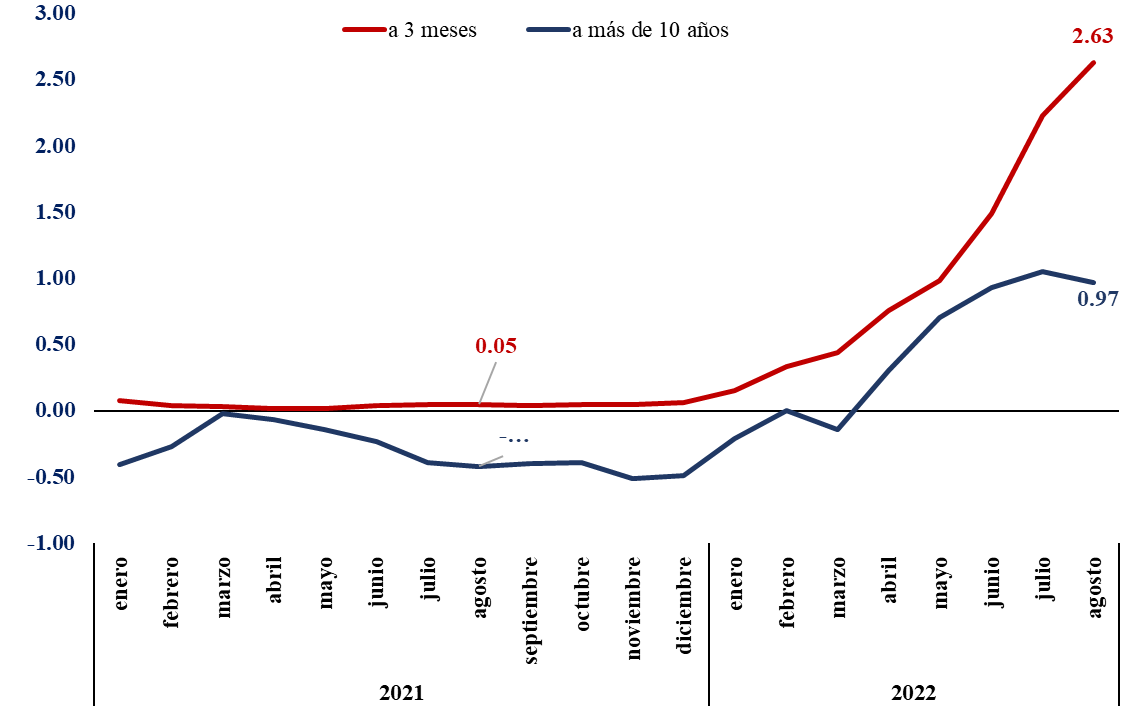 3.00
a 3 meses
a más de 10 años
2.63
2.50
2.00
1.50
1.00
0.97
0.50
0.05
0.00
-...
-0.50
-1.00
enero
febrero
marzo
abril
mayo
junio
julio
agosto
septiembre
octubre
noviembre
diciembre
enero
febrero
marzo
abril
mayo
junio
julio
agosto
2021
2022